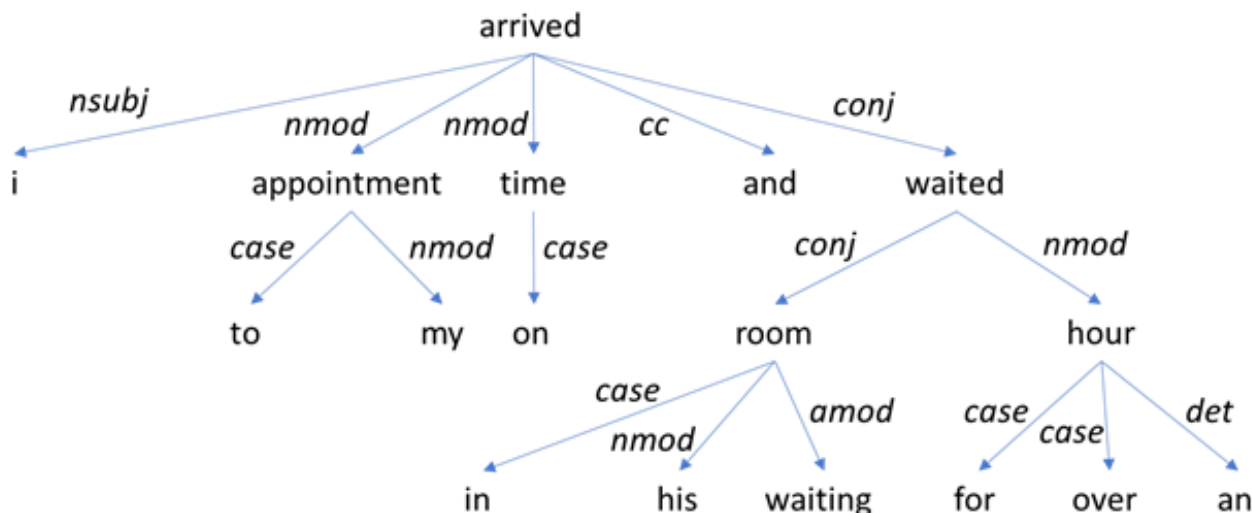 arrived
nsubj nmod nmod cc conj
i appointment time and waited
case nmod case conj nmod
to my on room hour
case nmod amod case case det
in his waiting for over an